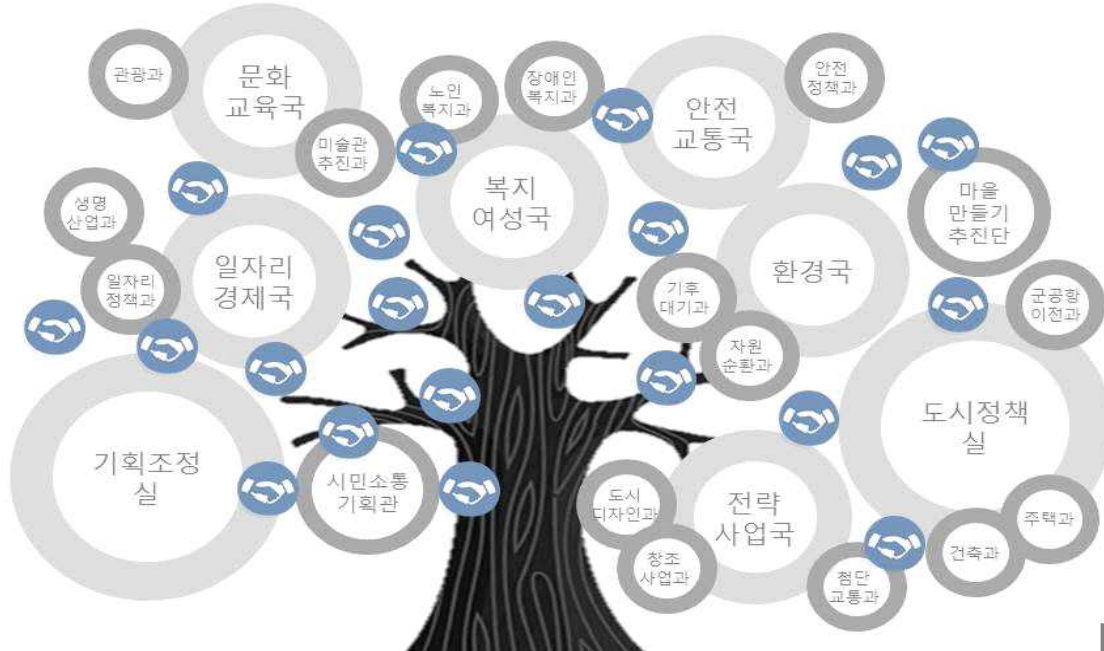 관광과
문화
교육국
노인
복지과
장애인
복지과
안전
교통국
안전
정책과
미술관
추진과
생명
산업과
복지
여성국
마을
만들기
추진단
일자리
정책과
일자리
경제국
기후
대기과
환경국
군공항
이전과
자원
순환과
기획조정
실
시민소통
기획관
도시정책
실
도시
디자인과
전략
사업국
창조
사업과
첨단
교통과
건축과
주택과